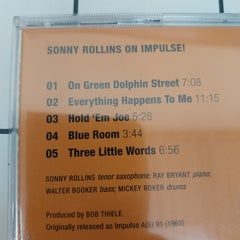 SONNY ROLLINS ON IMPULSE!
01 On Green Dolphin Street 7:08
02 Everything Happens To Me 11:15
03 Hold 'Em Joe 5:28
04 Blue Room 3:44
05 Three Little Words 6:56
SONNY ROLLINS tenor saxophone; RAY BRYANT piano;
WALTER BOOKER bass; MICKEY ROKER drums
Produced by BOB THIELE
Originally released as Impulse A(S) 91 (1965)